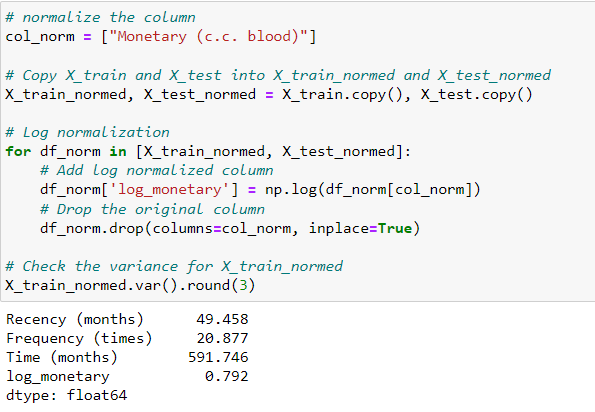 # normalize the column
col_norm = ["Monetary (c.c. blood)"]
# Copy X_train and X_test into X_train_normed and X_test_normed
X_train_normed, X_test_normed = X_train.copy(), X_test.copy()
# Log normalization
for df_norm in [X_train_normed, X_test_normed]:
    # Add log normalized column
    df_norm['log_monetary'] = np.log(df_norm[col_norm])
    # Drop the original column
    df_norm.drop(columns=col_norm, inplace=True)
# Check the variance for X_train_normed
X_train_normed.var().round(3)
Recency (months)      49.458
Frequency (times)     20.877
Time (months)        591.746
log_monetary           0.792
dtype: float64